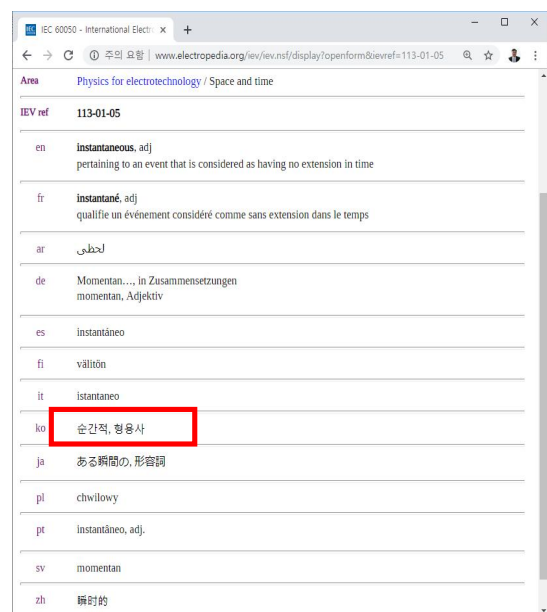 IEC 60050 - International Electro
주의 요함 | www.electropedia.org/iev/iev.nsf/display?openform&ievref=113-01-05
Area Physics for electrotechnology / Space and time
IEV ref 113-01-05
en instantaneous, adj
pertaining to an event that is considered as having no extension in time
fr instantané, adj
qualifie un événement considéré comme sans extension dans le temps
ar لحظى
de Momentan…, in Zusammensetzungen
momentan, Adjektiv
es instantáneo
fi välitön
it istantaneo
ko 순간적, 형용사
ja ある瞬間の, 形容詞
pl chwilowy
pt instantâneo, adj.
sv momentan
zh 瞬时的